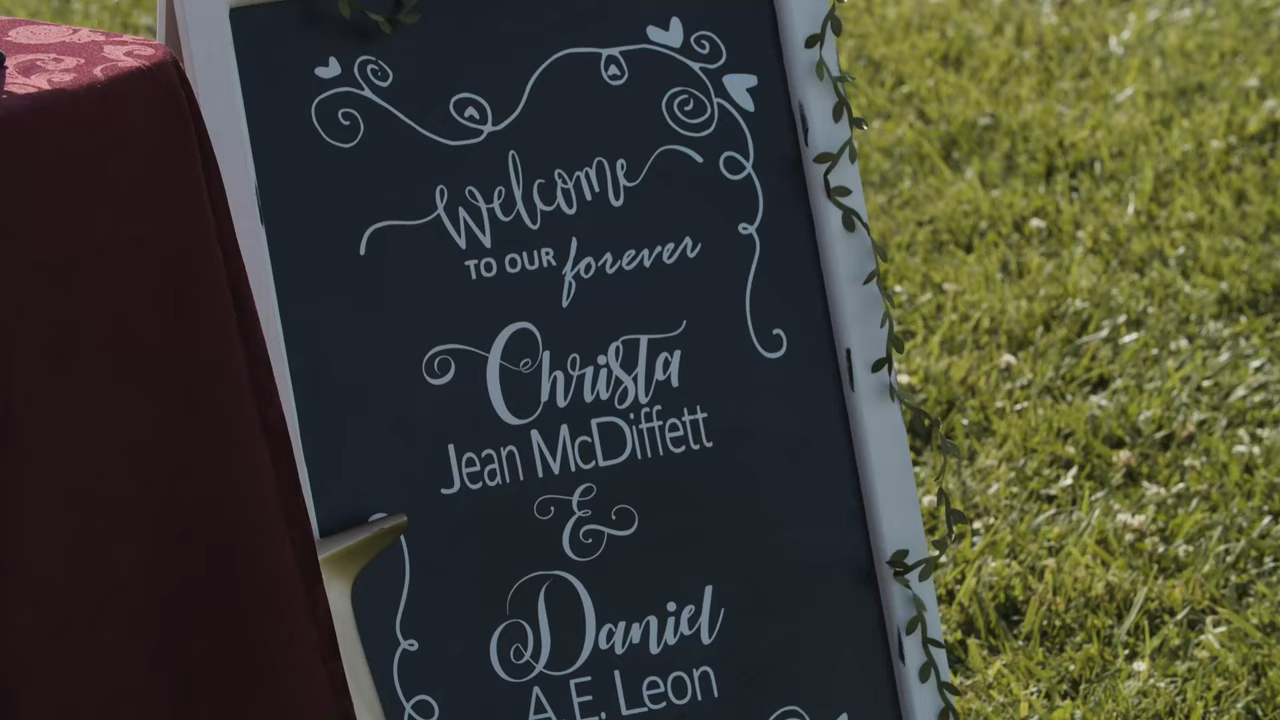 Welcome
TO OUR forever
Christa
Jean McDiffett
&
Daniel
A.E. Leon